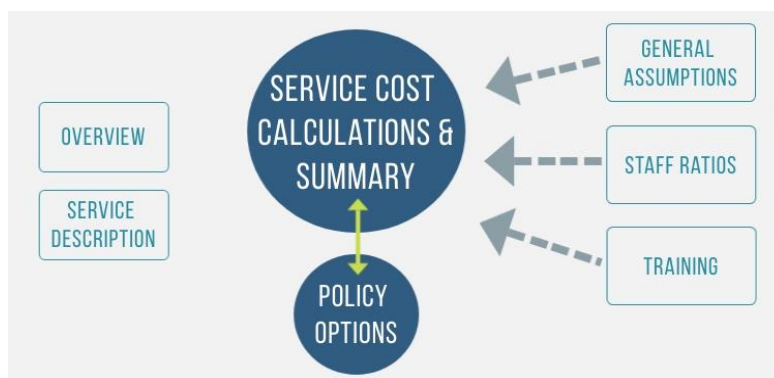 OVERVIEW
SERVICE
DESCRIPTION
SERVICE COST
CALCULATIONS &
SUMMARY
POLICY
OPTIONS
GENERAL
ASSUMPTIONS
STAFF RATIOS
TRAINING